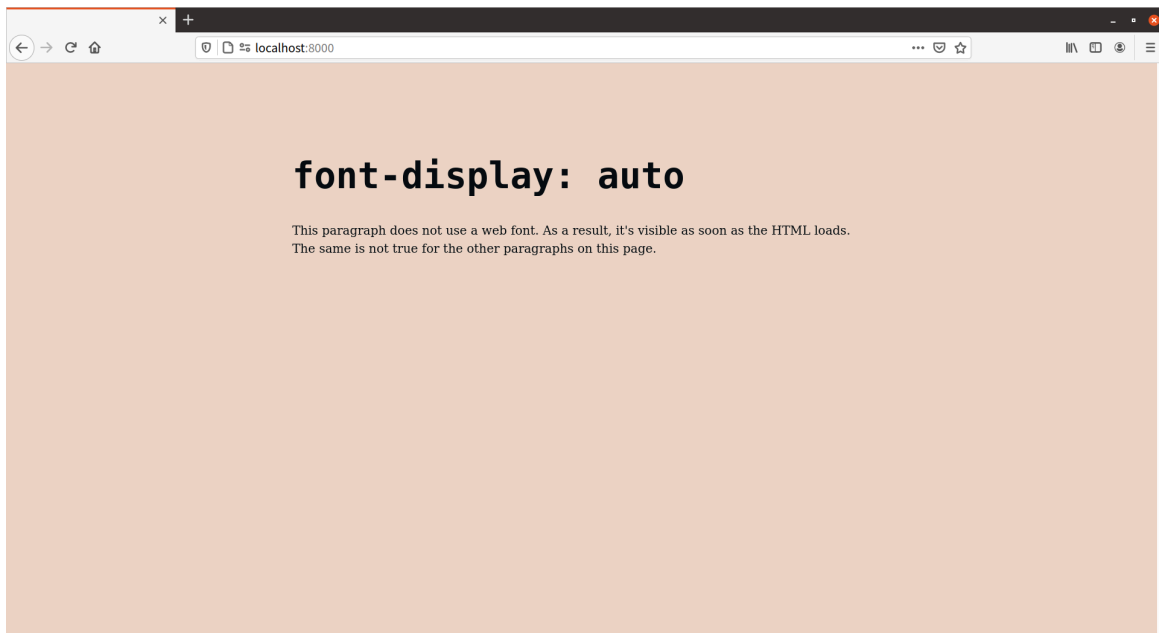 localhost:8000
font-display: auto
This paragraph does not use a web font. As a result, it's visible as soon as the HTML loads.
The same is not true for the other paragraphs on this page.